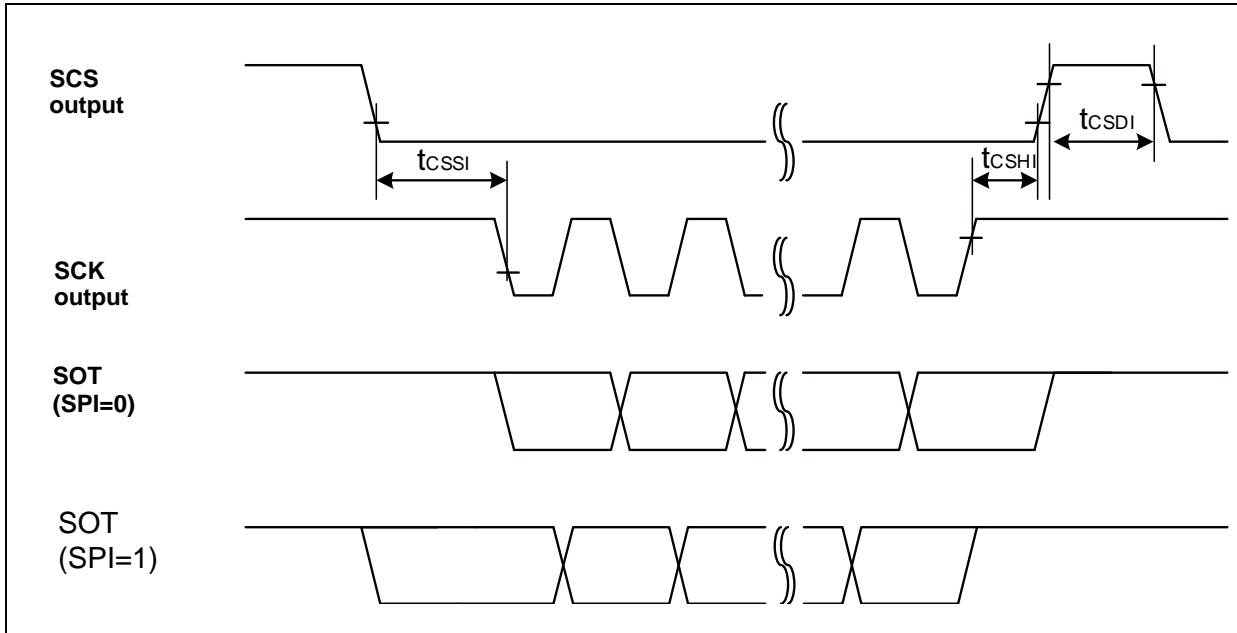 SCS
output
tCSSI
tCSHI
tCSDI
SCK
output
SOT
(SPI=0)
SOT
(SPI=1)